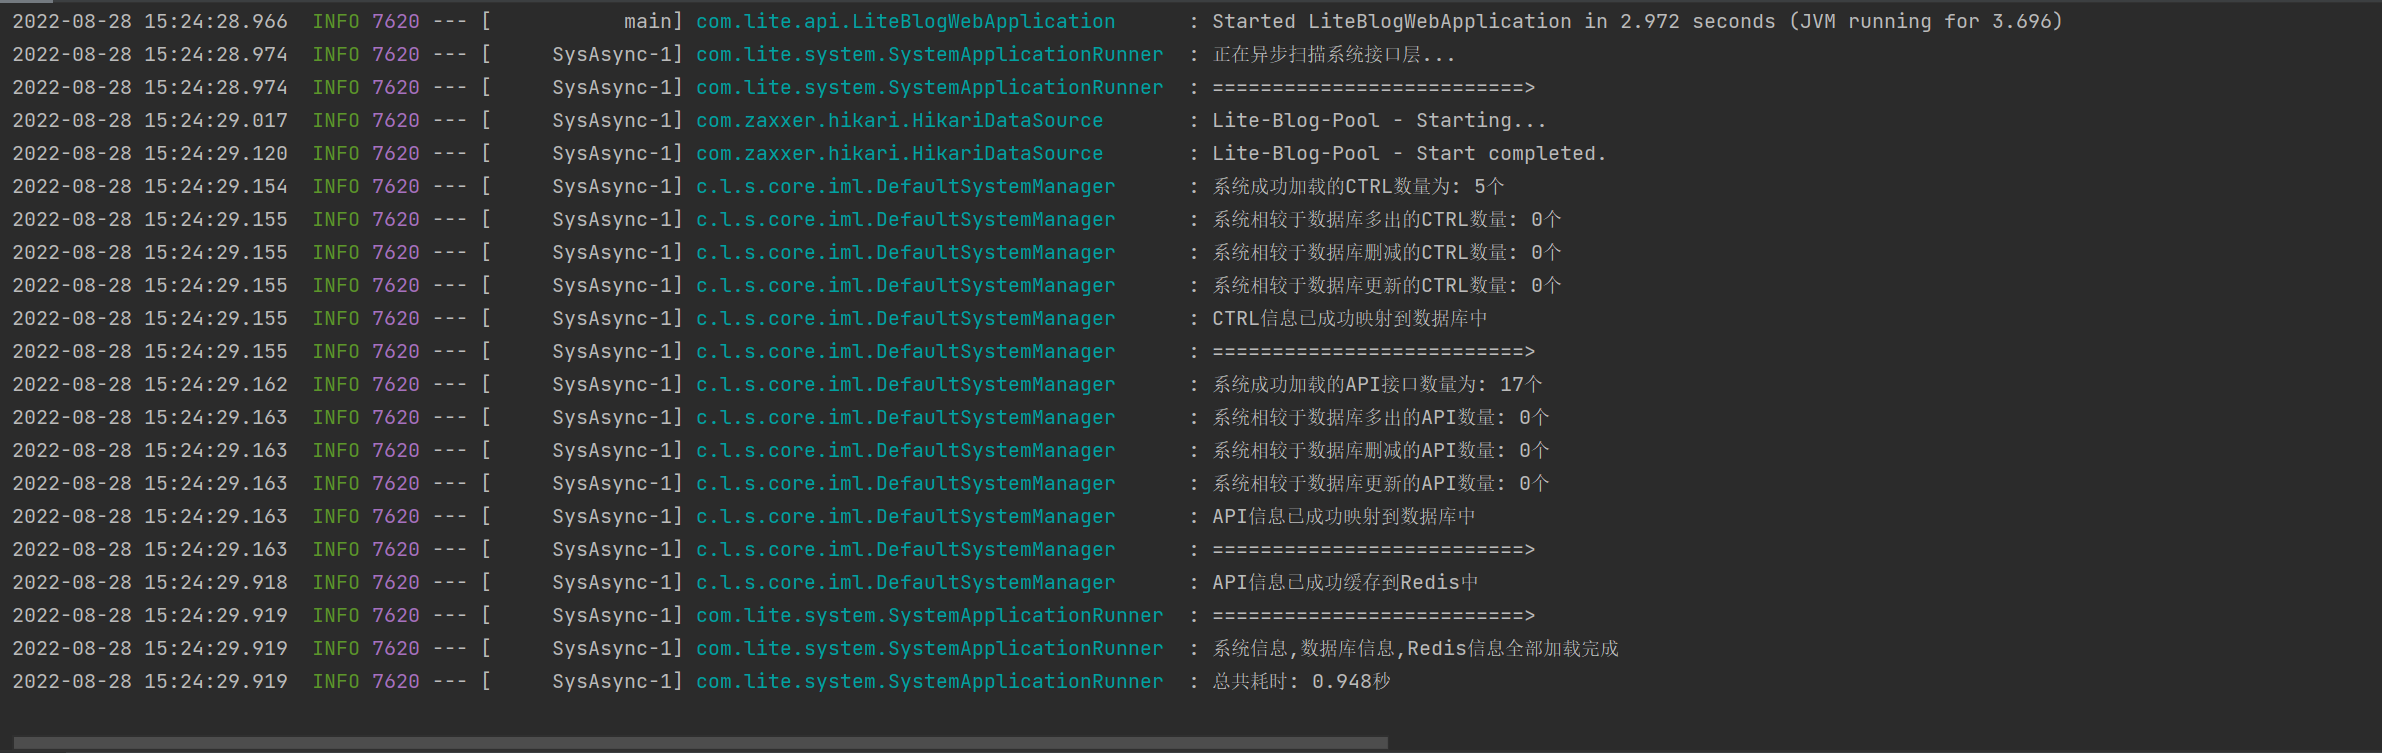 2022-08-28 15:24:28.966  INFO 7620 --- [           main] com.lite.api.LiteBlogWebApplication      : Started LiteBlogWebApplication in 2.972 seconds (JVM running for 3.696)
2022-08-28 15:24:28.974  INFO 7620 --- [     SysAsync-1] com.lite.system.SystemApplicationRunner  : 正在异步扫描系统接口层...
2022-08-28 15:24:28.974  INFO 7620 --- [     SysAsync-1] com.lite.system.SystemApplicationRunner  : ==========================>
2022-08-28 15:24:29.017  INFO 7620 --- [     SysAsync-1] com.zaxxer.hikari.HikariDataSource       : Lite-Blog-Pool - Starting...
2022-08-28 15:24:29.120  INFO 7620 --- [     SysAsync-1] com.zaxxer.hikari.HikariDataSource       : Lite-Blog-Pool - Start completed.
2022-08-28 15:24:29.154  INFO 7620 --- [     SysAsync-1] c.l.s.core.iml.DefaultSystemManager      : 系统成功加载的CTRL数量为: 5个
2022-08-28 15:24:29.155  INFO 7620 --- [     SysAsync-1] c.l.s.core.iml.DefaultSystemManager      : 系统相较于数据库多出的CTRL数量: 0个
2022-08-28 15:24:29.155  INFO 7620 --- [     SysAsync-1] c.l.s.core.iml.DefaultSystemManager      : 系统相较于数据库删减的CTRL数量: 0个
2022-08-28 15:24:29.155  INFO 7620 --- [     SysAsync-1] c.l.s.core.iml.DefaultSystemManager      : 系统相较于数据库更新的CTRL数量: 0个
2022-08-28 15:24:29.155  INFO 7620 --- [     SysAsync-1] c.l.s.core.iml.DefaultSystemManager      : CTRL信息已成功映射到数据库中
2022-08-28 15:24:29.155  INFO 7620 --- [     SysAsync-1] c.l.s.core.iml.DefaultSystemManager      : ==========================>
2022-08-28 15:24:29.162  INFO 7620 --- [     SysAsync-1] c.l.s.core.iml.DefaultSystemManager      : 系统成功加载的API接口数量为: 17个
2022-08-28 15:24:29.163  INFO 7620 --- [     SysAsync-1] c.l.s.core.iml.DefaultSystemManager      : 系统相较于数据库多出的API数量: 0个
2022-08-28 15:24:29.163  INFO 7620 --- [     SysAsync-1] c.l.s.core.iml.DefaultSystemManager      : 系统相较于数据库删减的API数量: 0个
2022-08-28 15:24:29.163  INFO 7620 --- [     SysAsync-1] c.l.s.core.iml.DefaultSystemManager      : 系统相较于数据库更新的API数量: 0个
2022-08-28 15:24:29.163  INFO 7620 --- [     SysAsync-1] c.l.s.core.iml.DefaultSystemManager      : API信息已成功映射到数据库中
2022-08-28 15:24:29.163  INFO 7620 --- [     SysAsync-1] c.l.s.core.iml.DefaultSystemManager      : ==========================>
2022-08-28 15:24:29.918  INFO 7620 --- [     SysAsync-1] c.l.s.core.iml.DefaultSystemManager      : API信息已成功缓存到Redis中
2022-08-28 15:24:29.919  INFO 7620 --- [     SysAsync-1] com.lite.system.SystemApplicationRunner  : ==========================>
2022-08-28 15:24:29.919  INFO 7620 --- [     SysAsync-1] com.lite.system.SystemApplicationRunner  : 系统信息,数据库信息,Redis信息全部加载完成
2022-08-28 15:24:29.919  INFO 7620 --- [     SysAsync-1] com.lite.system.SystemApplicationRunner  : 总共耗时: 0.948秒